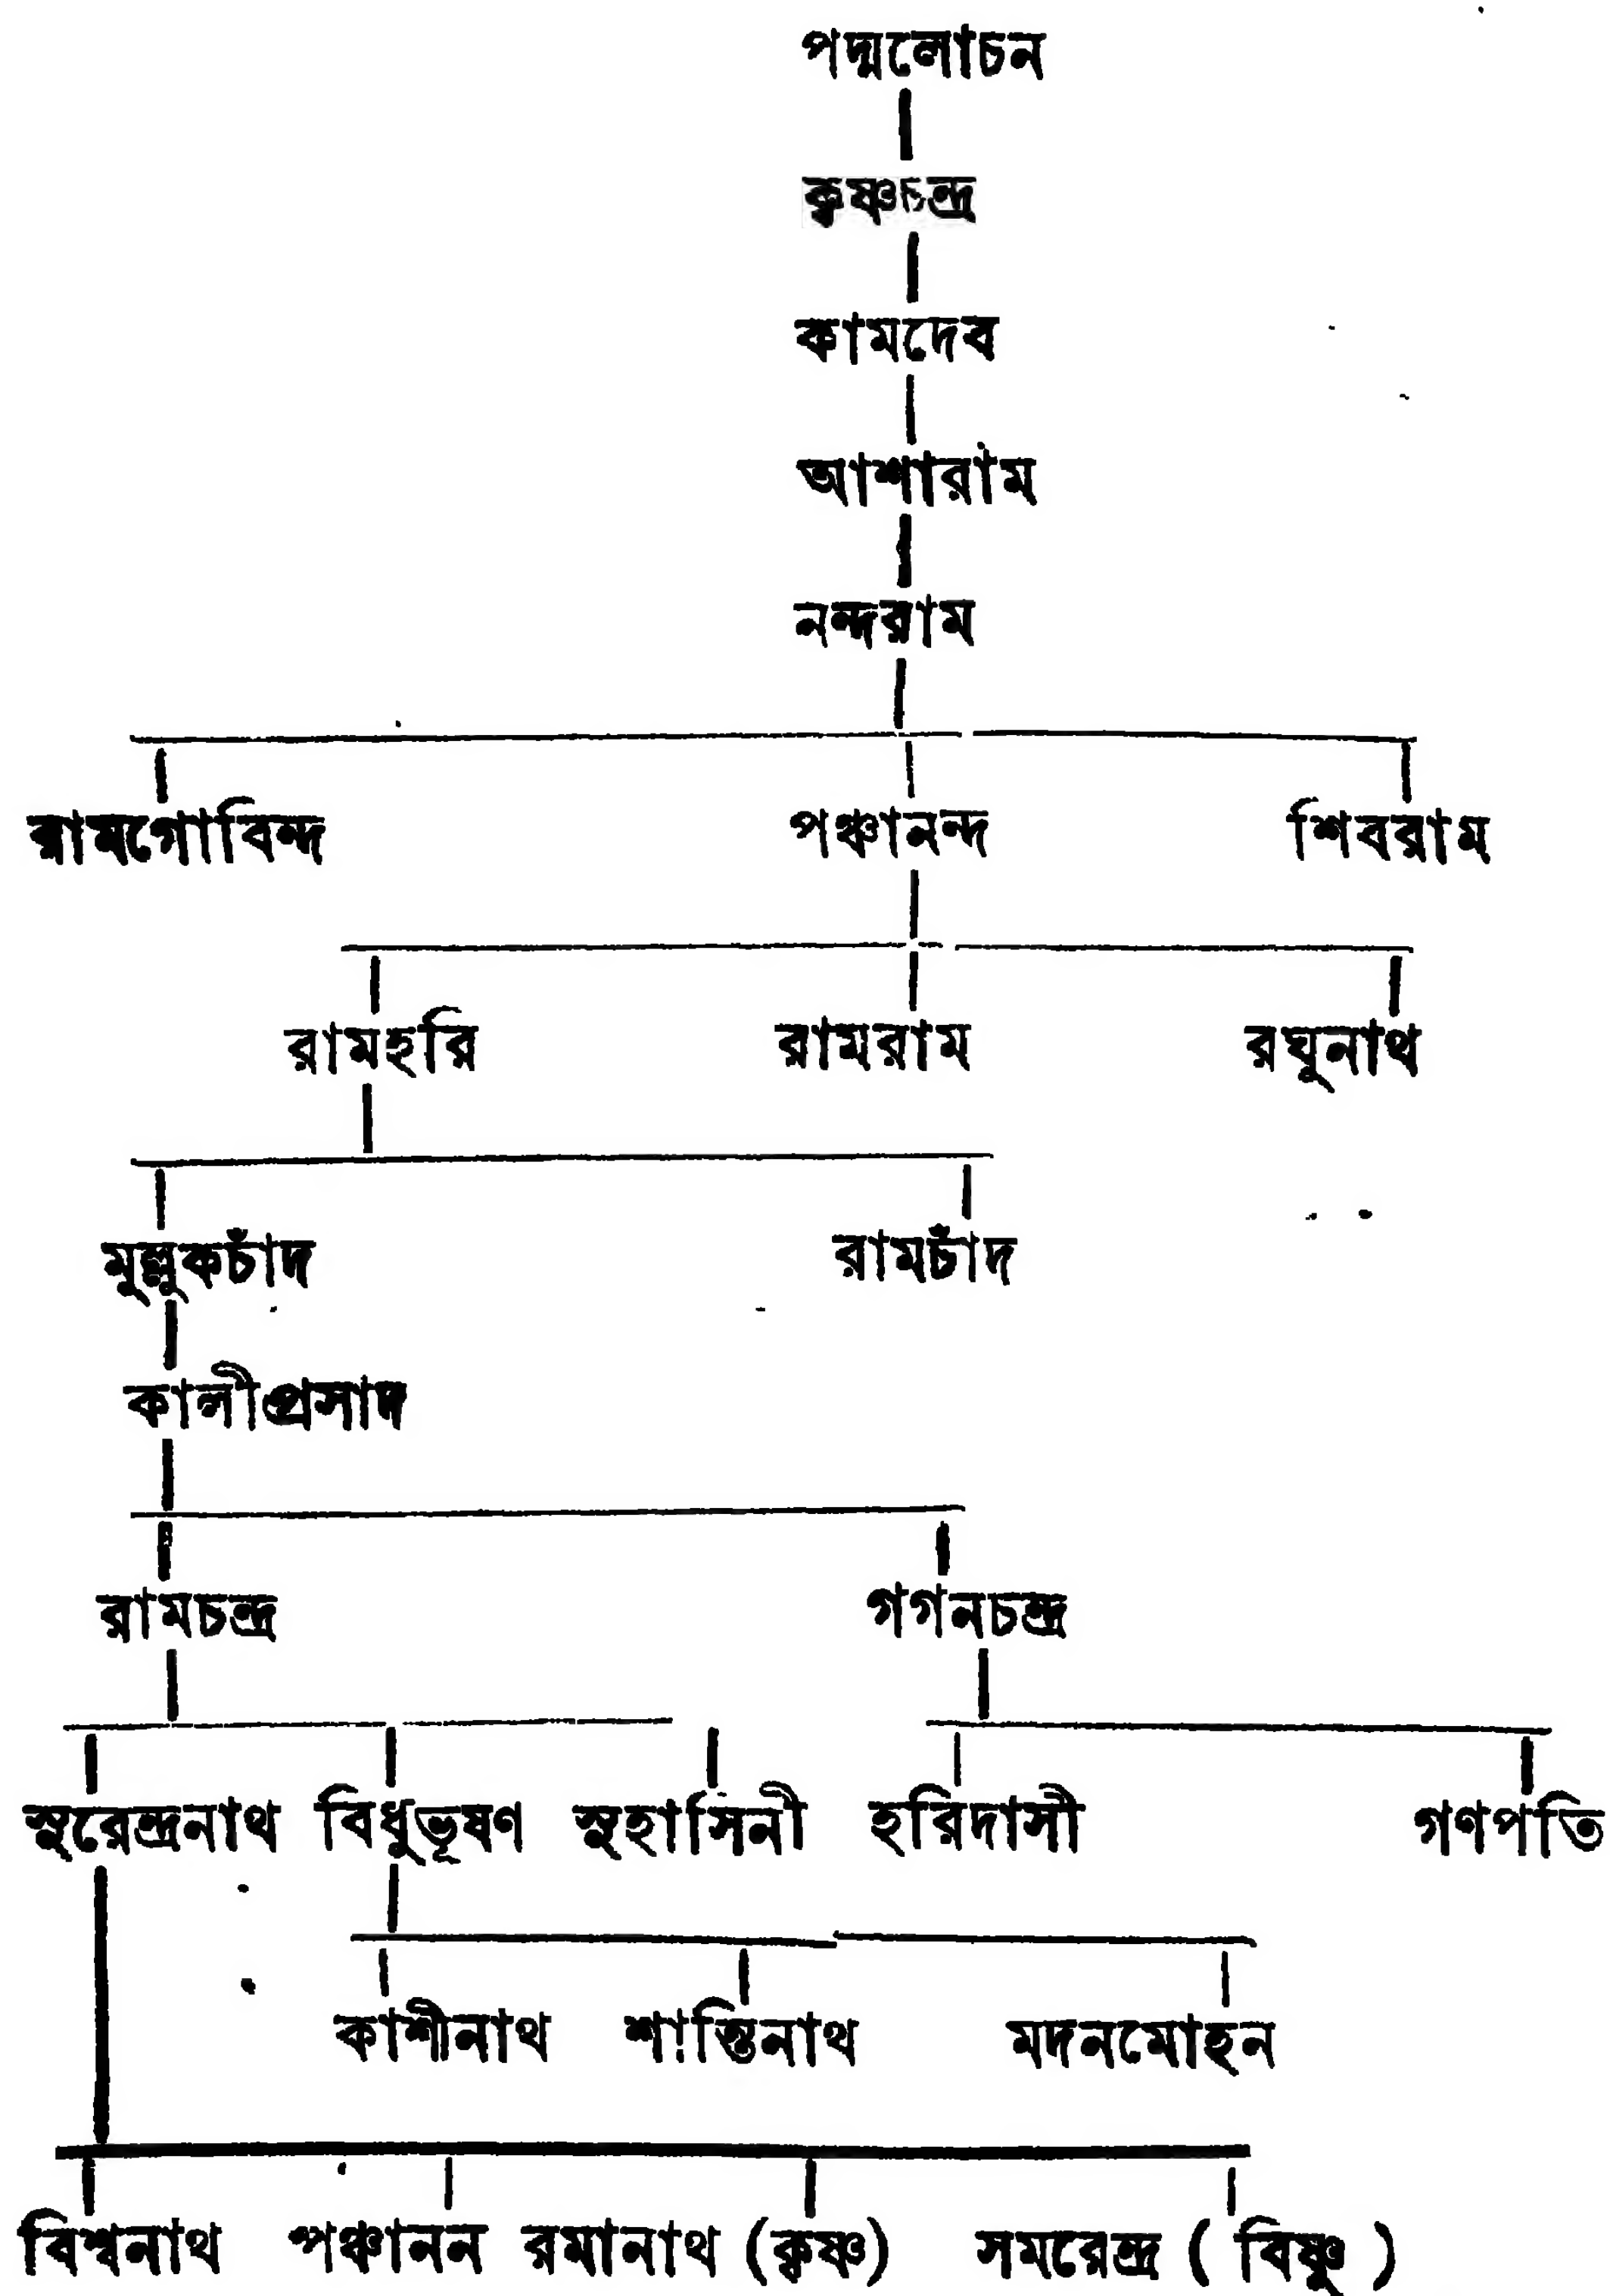 পদ্মলোচন
কৃষ্ণচন্দ্র
কামদেব
আশারাম
নন্দরাম
রামগোবিন্দ পঞ্চানন্দ শিবরাম
রামহরি রামরাম রঘুনাথ
মুল্লুকচাঁদ রামচাঁদ
কালীপ্রসাদ
রামচন্দ্র গগনচন্দ্র
সুরেন্দ্রনাথ বিধুভূষণ সুহাসিনী হরিদাসী গণপতি
কাশীনাথ শান্তিনাথ মদনমোহন
বিশ্বনাথ পঞ্চানন রমানাথ (কৃষ্ণ) সমরেন্দ্র ( বিষ্ণু )